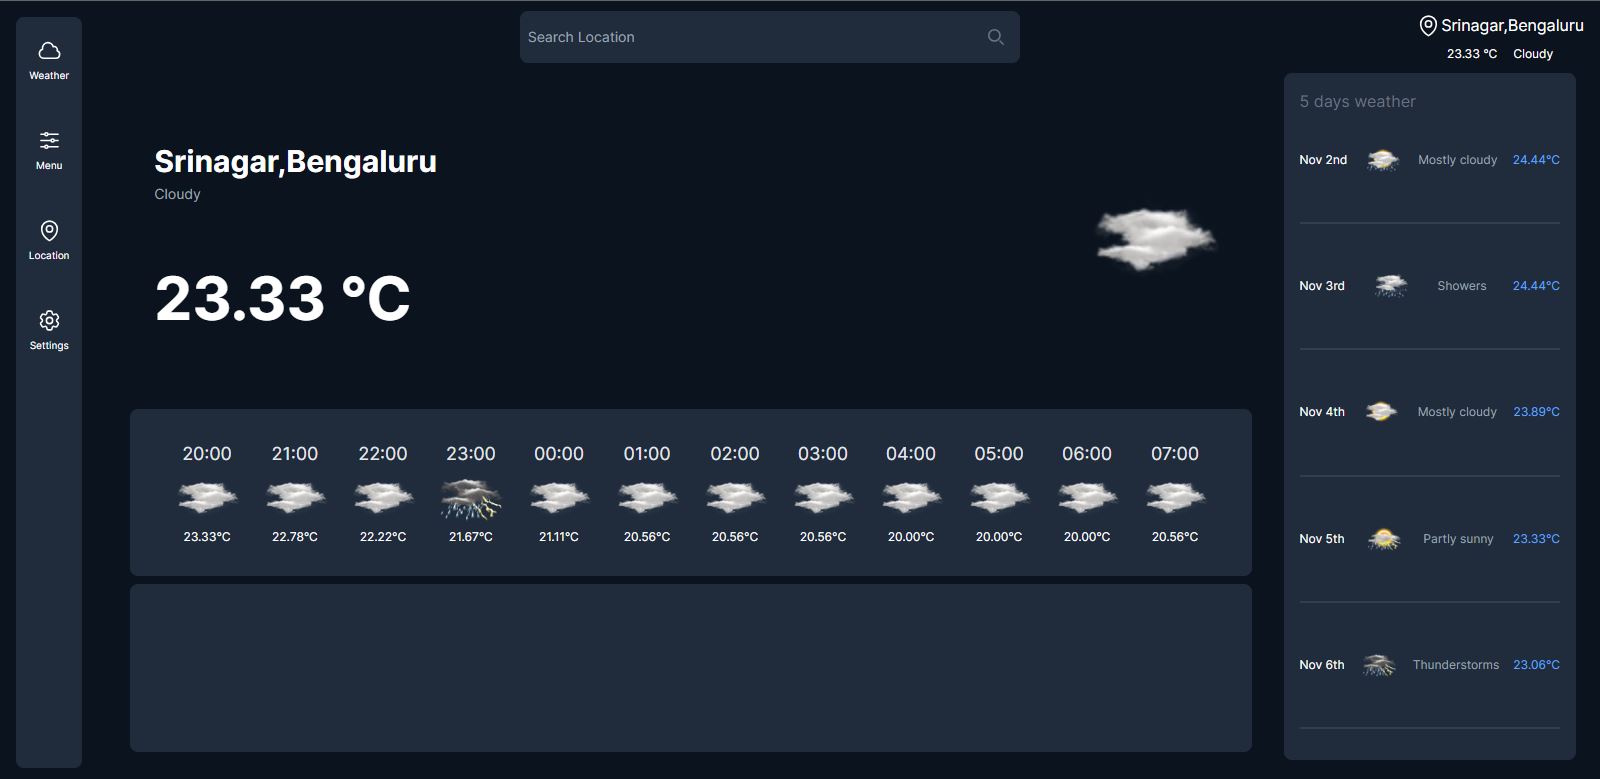 Weather
Menu
Location
Settings
Search Location
Srinagar,Bengaluru
23.33 °C Cloudy
Srinagar,Bengaluru
Cloudy
23.33 °C
20:00 21:00 22:00 23:00 00:00 01:00 02:00 03:00 04:00 05:00 06:00 07:00
23.33°C 22.78°C 22.22°C 21.67°C 21.11°C 20.56°C 20.56°C 20.56°C 20.00°C 20.00°C 20.00°C 20.56°C
5 days weather
Nov 2nd Mostly cloudy 24.44°C
Nov 3rd Showers 24.44°C
Nov 4th Mostly cloudy 23.89°C
Nov 5th Partly sunny 23.33°C
Nov 6th Thunderstorms 23.06°C